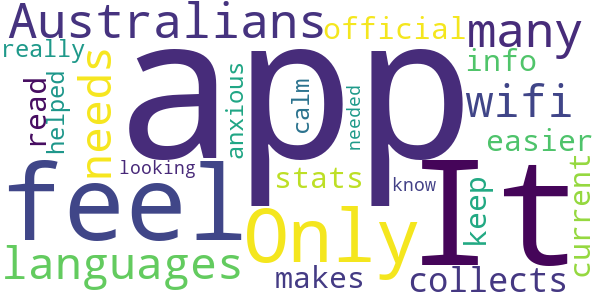 Australians
official
many
really
app
info
read
helped
needs
anxious
calm
needed
wifi
easier
looking
feel
stats
know
It
Only
keep
current
languages
makes
collects